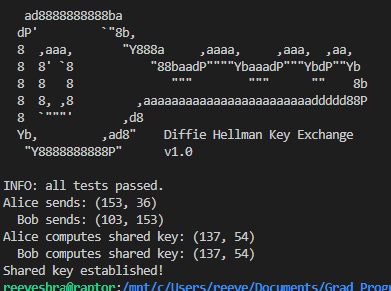 ad8888888888ba
dP'         `"8b,
8  ,aaa,       "Y888a     ,aaaa,     ,aaa,  ,aa,
8  8' `8           "88baadP""""YbaaadP"""YbdP""Yb
8  8   8              """        """      ""    8b
8  8, ,8         ,aaaaaaaaaaaaaaaaaaaaaaaaddddd88P
8  `"""'       ,d8""
Yb,         ,ad8"    Diffie Hellman Key Exchange
"Y8888888888P"      v1.0
INFO: all tests passed.
Alice sends: (153, 36)
Bob sends: (103, 153)
Alice computes shared key: (137, 54)
Bob computes shared key: (137, 54)
Shared key established!
reevesbra@raptor:/mnt/c/Users/reeve/Documents/Grad_Prog